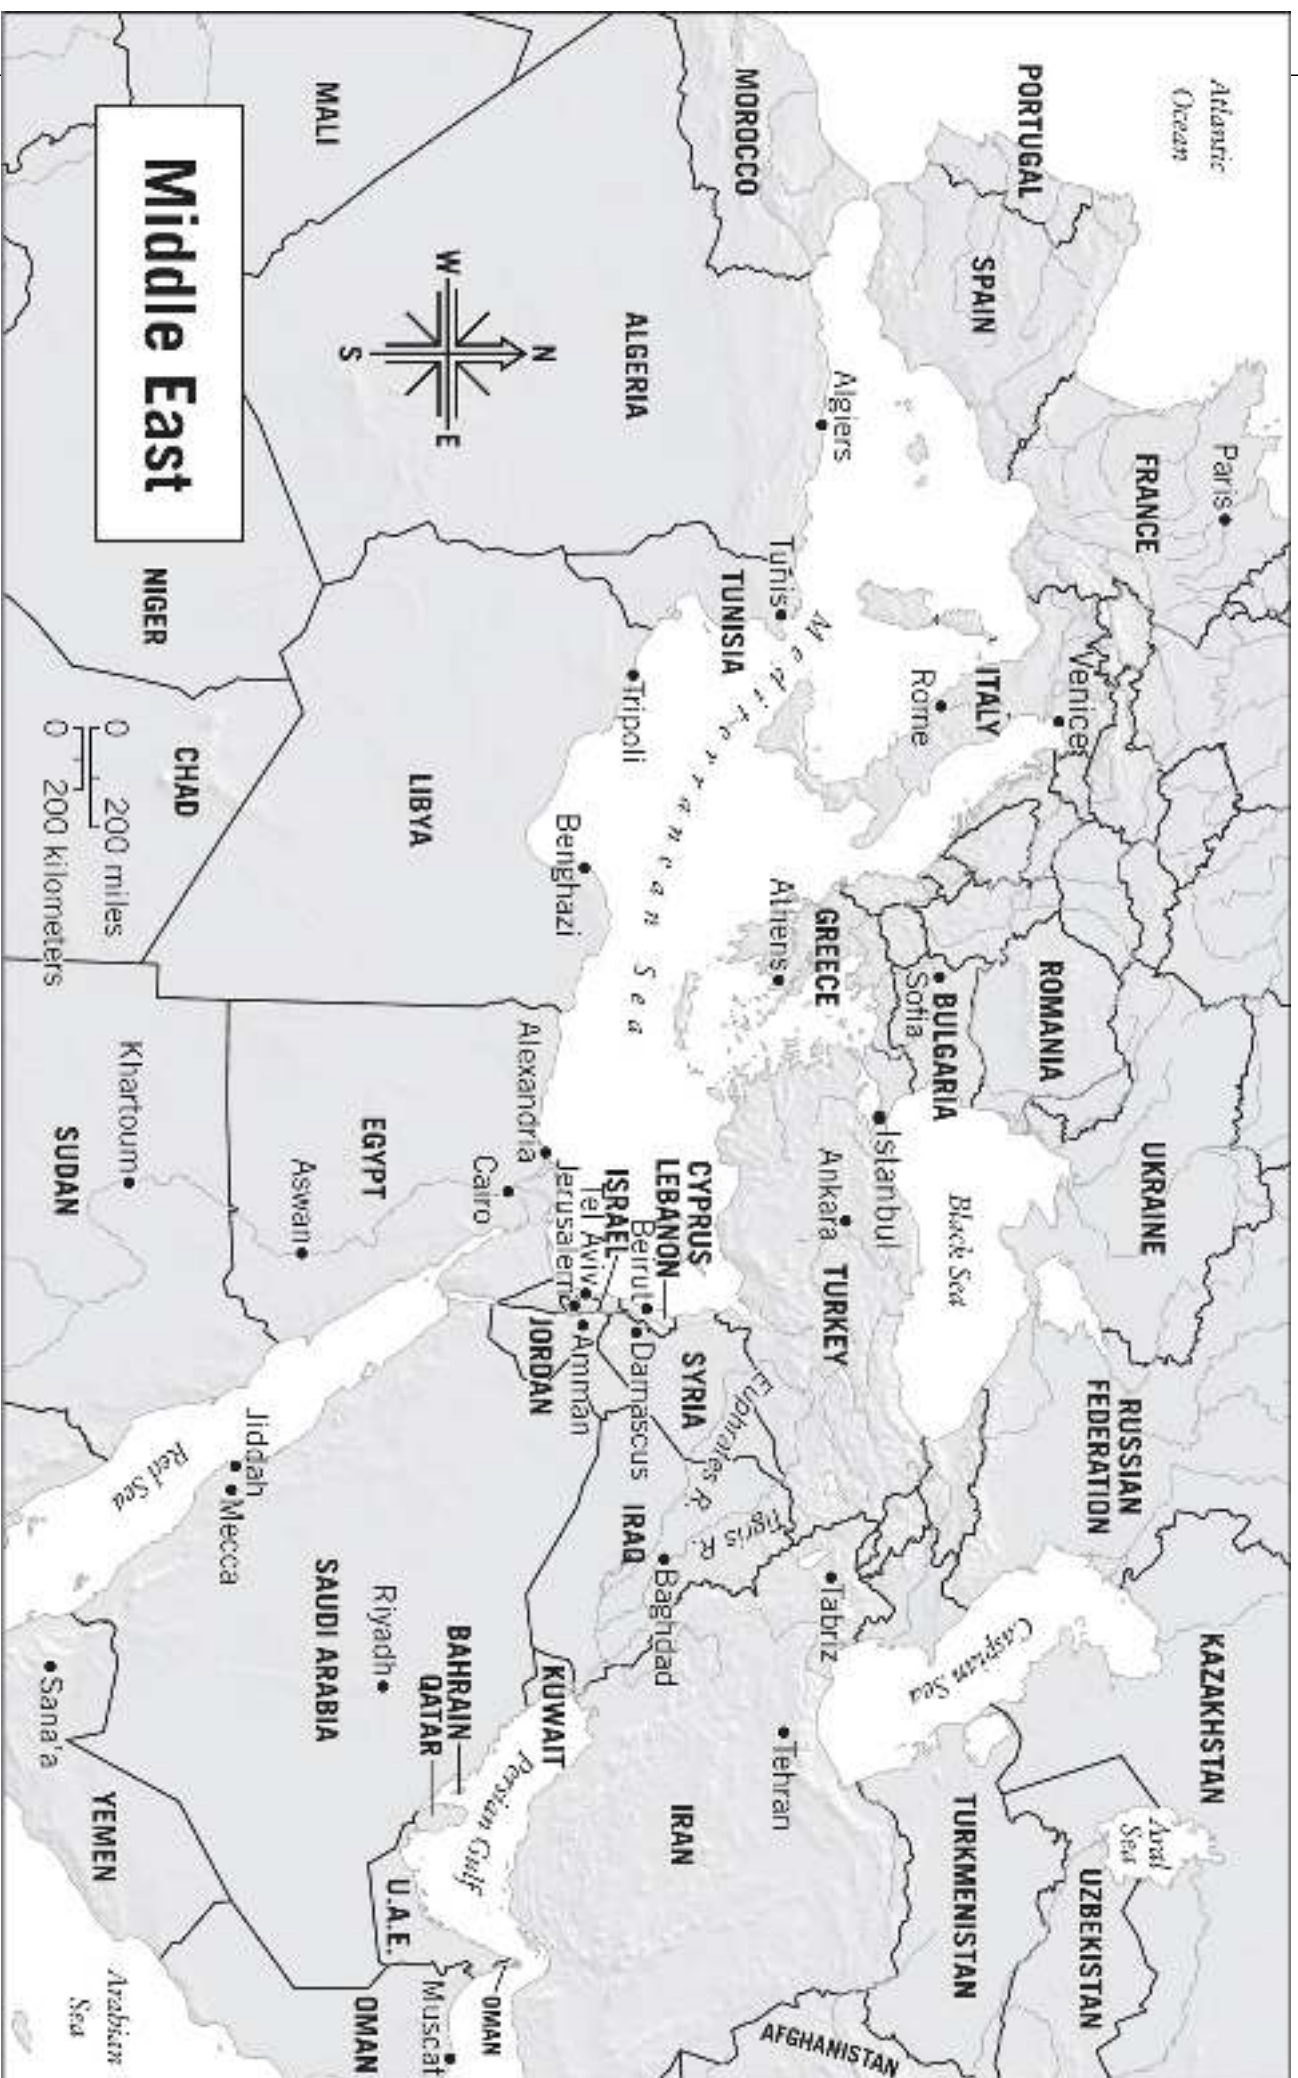 Atlantic
Ocean
PORTUGAL
SPAIN
FRANCE
Paris
MOROCCO
ALGERIA
Algiers
MALI
W
N
S
E
Middle East
NIGER
Tunis
TUNISIA
ITALY
Rome
Venice
Mediterranean Sea
Tripoli
LIBYA
Benghazi
CHAD
0
200 miles
0
200 kilometers
Athens
GREECE
BULGARIA
Sofia
ROMANIA
UKRAINE
Istanbul
Ankara
TURKEY
Black Sea
CYPRUS
LEBANON
Beirut
ISRAEL
Tel Aviv
Jerusalem
Alexandria
Cairo
EGYPT
Aswan
Khartoum
SUDAN
JORDAN
Amman
Damascus
SYRIA
Euphrates R.
Tigris R.
IRAQ
Baghdad
RUSSIAN
FEDERATION
KAZAKHSTAN
Caspian Sea
Aral
Sea
UZBEKISTAN
TURKMENISTAN
AFGHANISTAN
Tabriz
Tehran
IRAN
KUWAIT
Persian Gulf
BAHRAIN
QATAR
Riyadh
SAUDI ARABIA
Jiddah
Mecca
Red Sea
Sana'a
YEMEN
U.A.E.
OMAN
Muscat
OMAN
Arabian
Sea